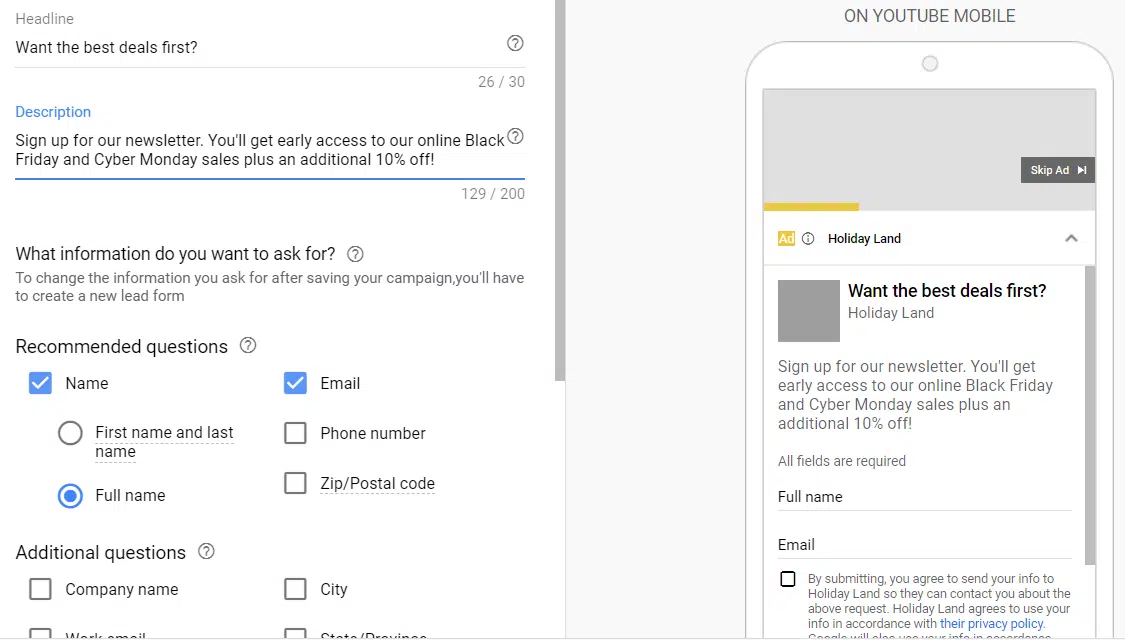 Headline
Want the best deals first?
26 / 30
Description
Sign up for our newsletter. You'll get early access to our online Black
Friday and Cyber Monday sales plus an additional 10% off!
129 / 200
What information do you want to ask for?
To change the information you ask for after saving your campaign,you'll have
to create a new lead form
Recommended questions
Name
Email
First name and last
name
Phone number
Full name
Zip/Postal code
Additional questions
Company name
City
Work email
State/Province
ON YOUTUBE MOBILE
Skip Ad
Ad Holiday Land
Want the best deals first?
Holiday Land
Sign up for our newsletter. You'll get
early access to our online Black Friday
and Cyber Monday sales plus an
additional 10% off!
All fields are required
Full name
Email
By submitting, you agree to send your info to
Holiday Land so they can contact you about the
above request. Holiday Land agrees to use your
info in accordance with their privacy policy.
Google will also use your info in accordance